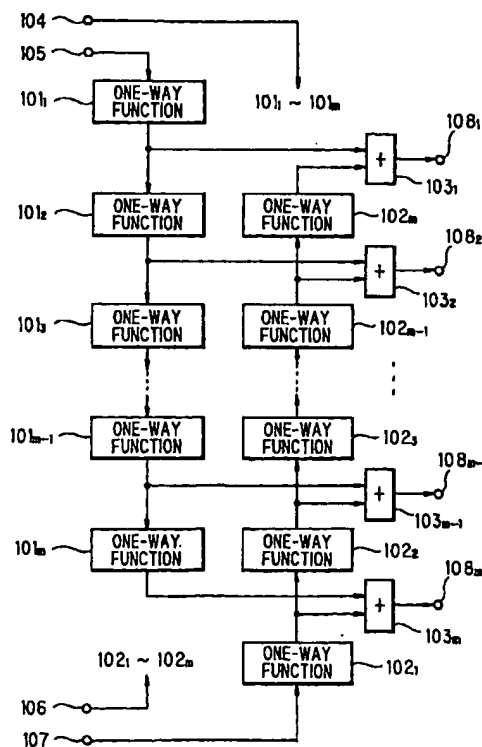 104
105
101₁ ONE-WAY FUNCTION
101₁ ~ 101ₘ
108₁
+
103₁
101₂ ONE-WAY FUNCTION
ONE-WAY FUNCTION 102ₘ
108₂
+
103₂
101₃ ONE-WAY FUNCTION
ONE-WAY FUNCTION 102ₘ₋₁
101ₘ₋₁ ONE-WAY FUNCTION
ONE-WAY FUNCTION 102₃
108ₘ₋
+
103ₘ₋₁
101ₘ ONE-WAY. FUNCTION
ONE-WAY FUNCTION 102₂
108ₘ
+
103ₘ
ONE-WAY FUNCTION 102₁
102₁ ~ 102ₘ
106
107